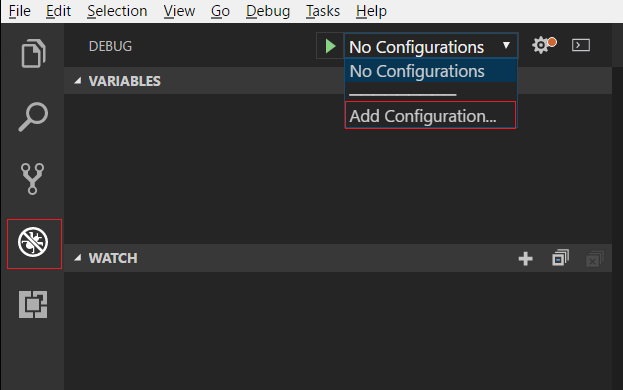 File Edit Selection View Go Debug Tasks Help
DEBUG
No Configurations
No Configurations
Add Configuration...
VARIABLES
WATCH